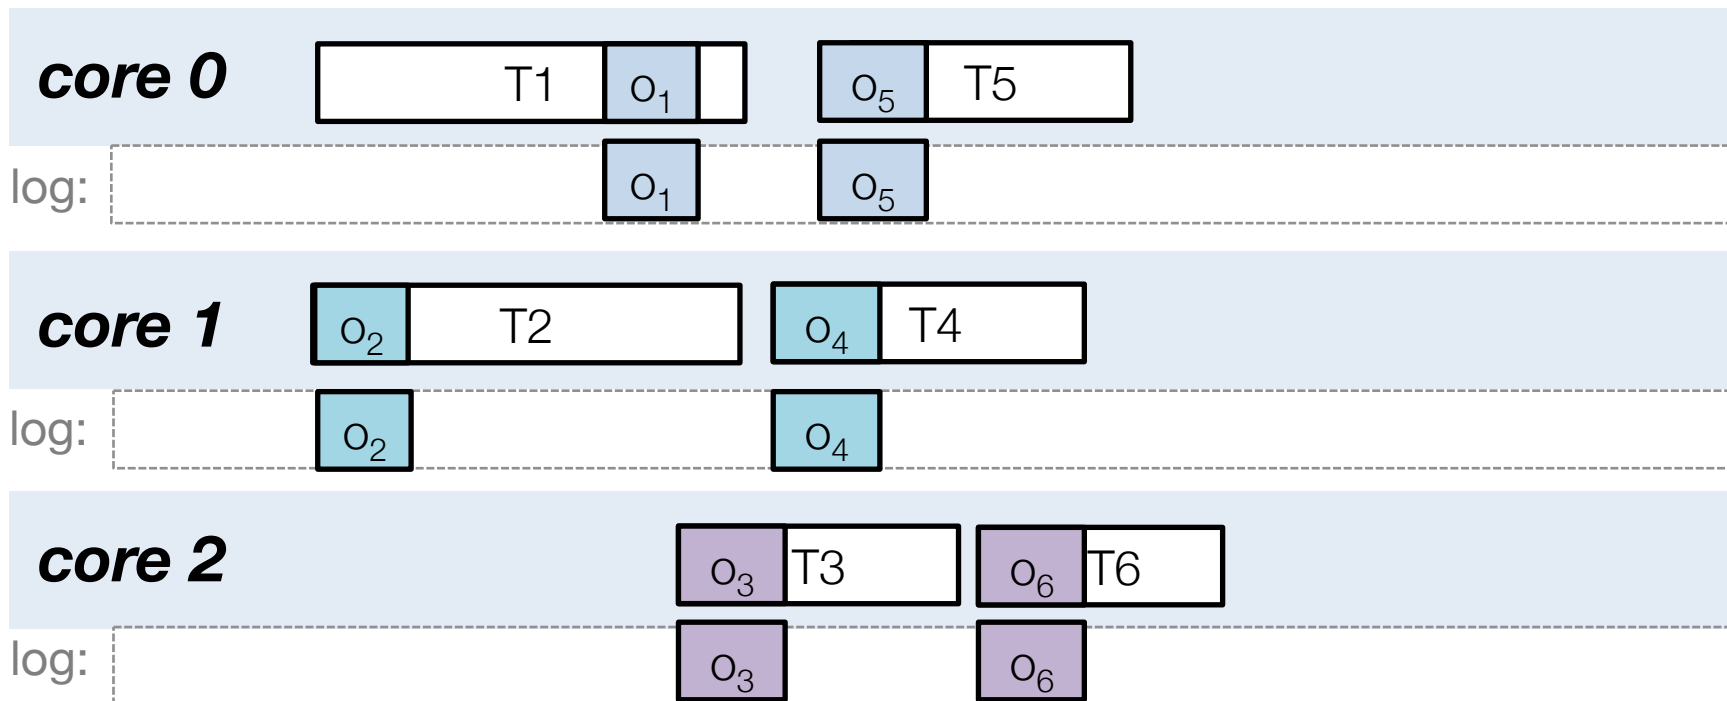 core 0 T1 o₁ o₅ T5
log: o₁ o₅
core 1 o₂ T2 o₄ T4
log: o₂ o₄
core 2 o₃ T3 o₆ T6
log: o₃ o₆